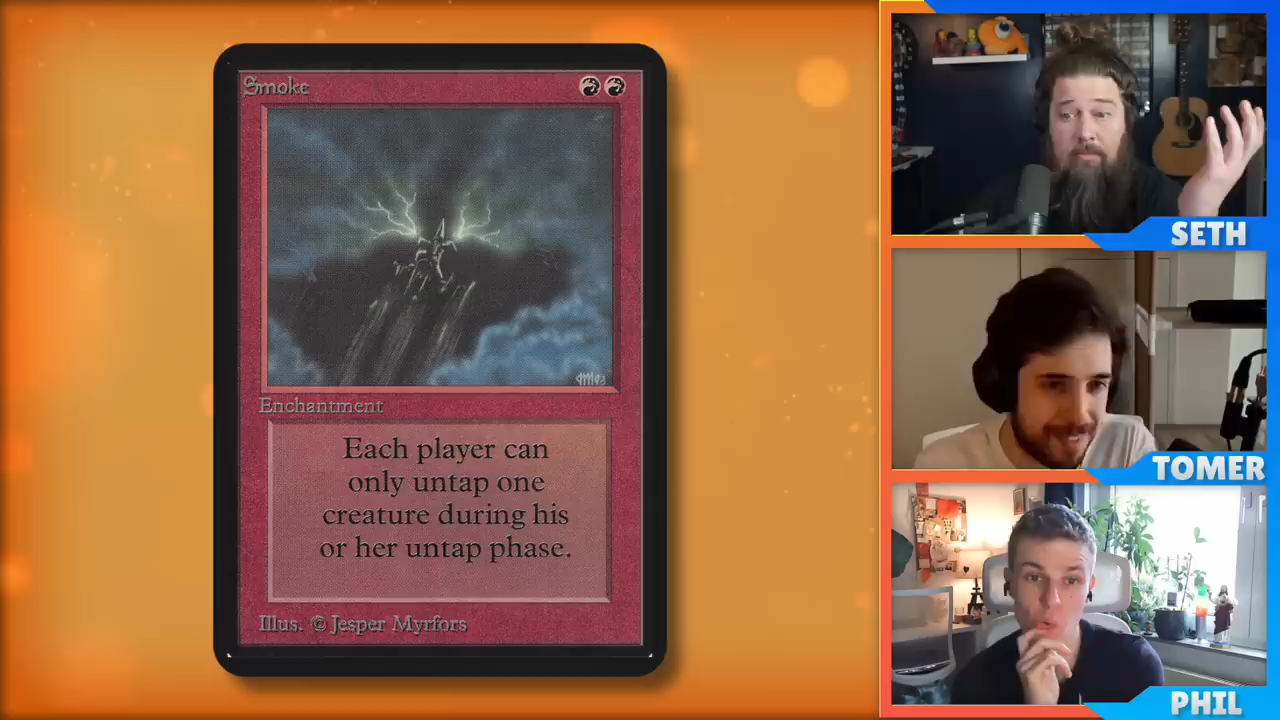 Smoke
Enchantment
Each player can
only untap one
creature during his
or her untap phase.
Illus. © Jesper Myrfors
SETH
TOMER
PHIL